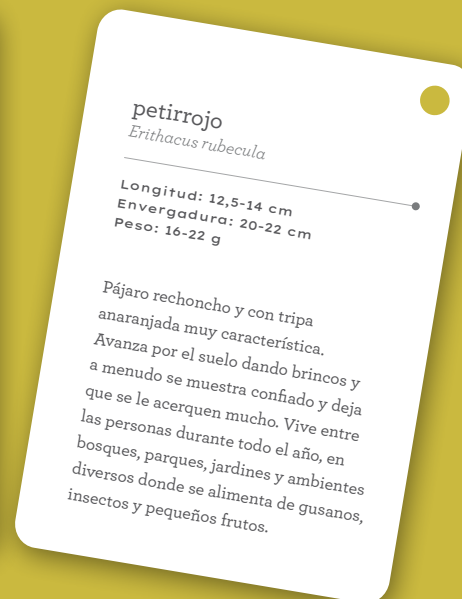 petirrojo
Erithacus rubecula
Longitud: 12,5-14 cm
Envergadura: 20-22 cm
Peso: 16-22 g
Pájaro rechoncho y con tripa
anaranjada muy característica.
Avanza por el suelo dando brincos y
a menudo se muestra confiado y deja
que se le acerquen mucho. Vive entre
las personas durante todo el año, en
bosques, parques, jardines y ambientes
diversos donde se alimenta de gusanos,
insectos y pequeños frutos.